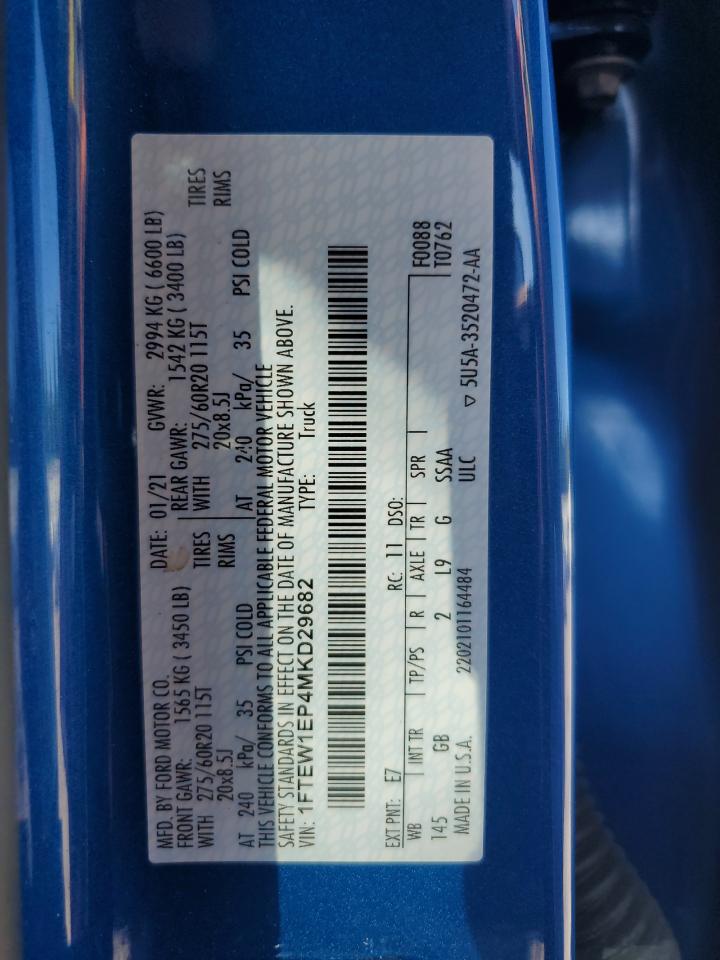 MFD. BY FORD MOTOR CO. DATE: 01/21 GVWR: 2994 KG ( 6600 LB)
FRONT GAWR: 1565 KG ( 3450 LB) REAR GAWR: 1542 KG ( 3400 LB)
WITH 275/60R20 115T TIRES WITH 275/60R20 115T TIRES
20x8.5J RIMS 20x8.5J RIMS
AT 240 kPa/ 35 PSI COLD AT 240 kPa/ 35 PSI COLD
THIS VEHICLE CONFORMS TO ALL APPLICABLE FEDERAL MOTOR VEHICLE
SAFETY STANDARDS IN EFFECT ON THE DATE OF MANUFACTURE SHOWN ABOVE.
VIN: 1FTEW1EP4MKD29682 TYPE: Truck
EXT PNT: E7 RC: 11 DSO: F0088
WB INT TR TP/PS R AXLE TR SPR T0762
145 GB 2 L9 G SSAA
MADE IN U.S.A. 2202101164484 ULC ▽ 5U5A-3520472-AA